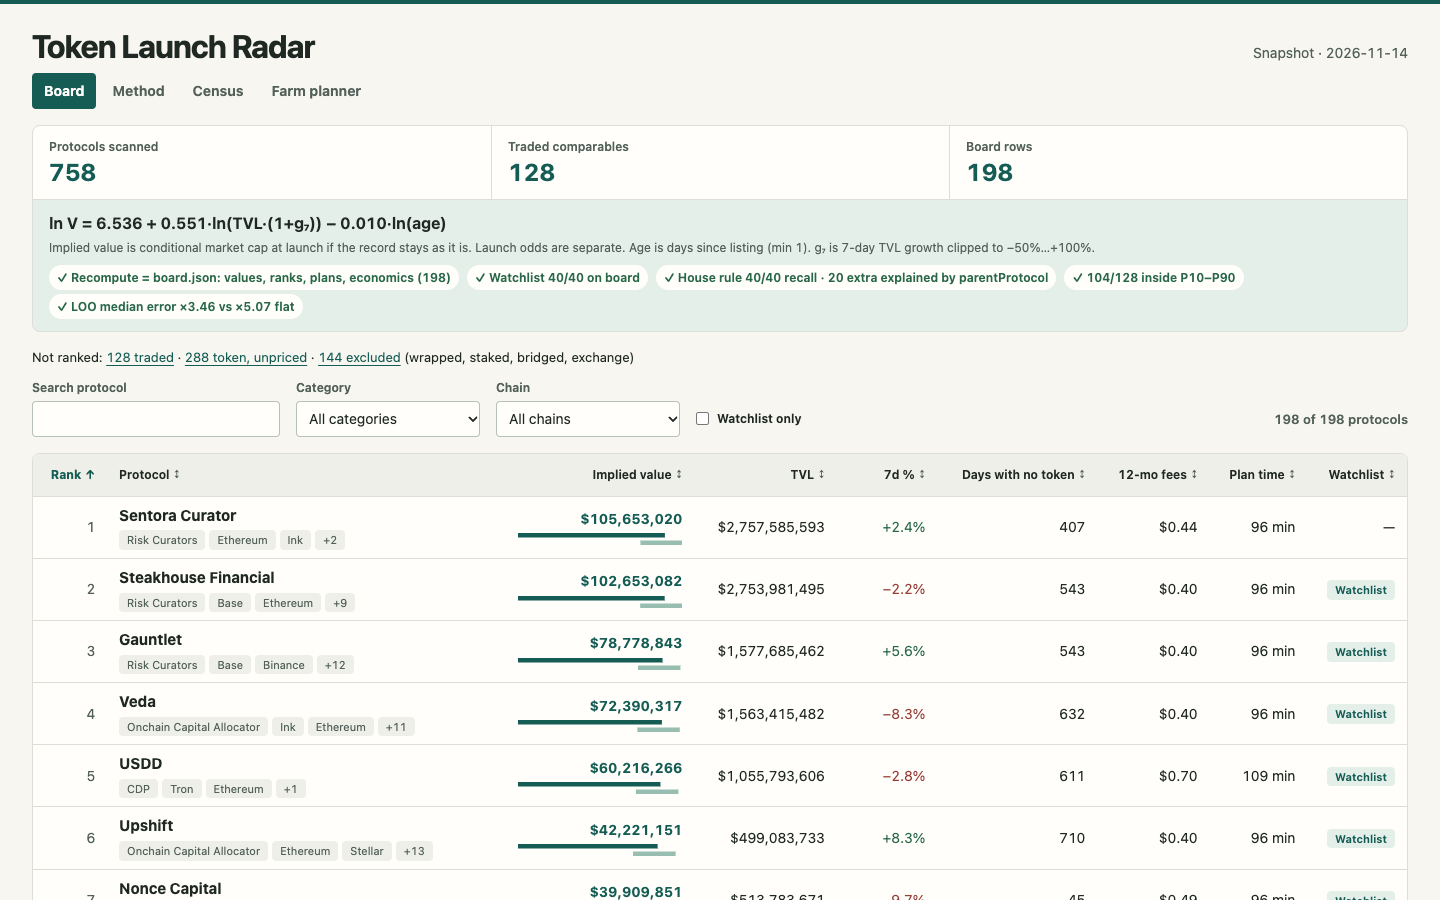 Token Launch Radar
Snapshot · 2026-11-14
Board Method Census Farm planner
Protocols scanned Traded comparables Board rows
758 128 198
ln V = 6.536 + 0.551·ln(TVL·(1+g₇)) − 0.010·ln(age)
Implied value is conditional market cap at launch if the record stays as it is. Launch odds are separate. Age is days since listing (min 1). g₇ is 7-day TVL growth clipped to −50%…+100%.
✓ Recompute = board.json: values, ranks, plans, economics (198) ✓ Watchlist 40/40 on board ✓ House rule 40/40 recall · 20 extra explained by parentProtocol ✓ 104/128 inside P10–P90
✓ LOO median error ×3.46 vs ×5.07 flat
Not ranked: 128 traded · 288 token, unpriced · 144 excluded (wrapped, staked, bridged, exchange)
Search protocol Category Chain
All categories All chains Watchlist only 198 of 198 protocols
Rank ↑ Protocol ↕ Implied value ↕ TVL ↕ 7d % ↕ Days with no token ↕ 12-mo fees ↕ Plan time ↕ Watchlist ↕
1 Sentora Curator $105,653,020 $2,757,585,593 +2.4% 407 $0.44 96 min —
Risk Curators Ethereum Ink +2
2 Steakhouse Financial $102,653,082 $2,753,981,495 −2.2% 543 $0.40 96 min Watchlist
Risk Curators Base Ethereum +9
3 Gauntlet $78,778,843 $1,577,685,462 +5.6% 543 $0.40 96 min Watchlist
Risk Curators Base Binance +12
4 Veda $72,390,317 $1,563,415,482 −8.3% 632 $0.40 96 min Watchlist
Onchain Capital Allocator Ink Ethereum +11
5 USDD $60,216,266 $1,055,793,606 −2.8% 611 $0.70 109 min Watchlist
CDP Tron Ethereum +1
6 Upshift $42,221,151 $499,083,733 +8.3% 710 $0.40 96 min Watchlist
Onchain Capital Allocator Ethereum Stellar +13
Nonce Capital $39,909,851